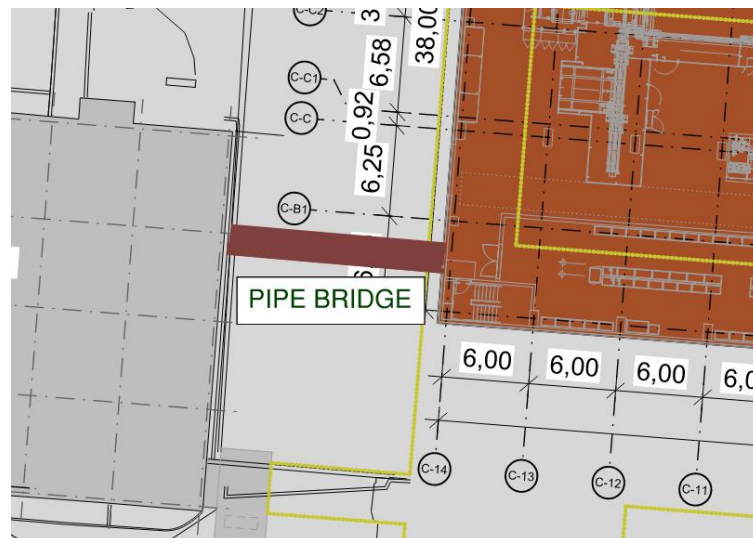 C-C2
3
38,00
C-C1
6,58
C-C
0,92
6,25
C-B1
PIPE BRIDGE
6,00
6,00
6,00
C-14
C-13
C-12
C-11